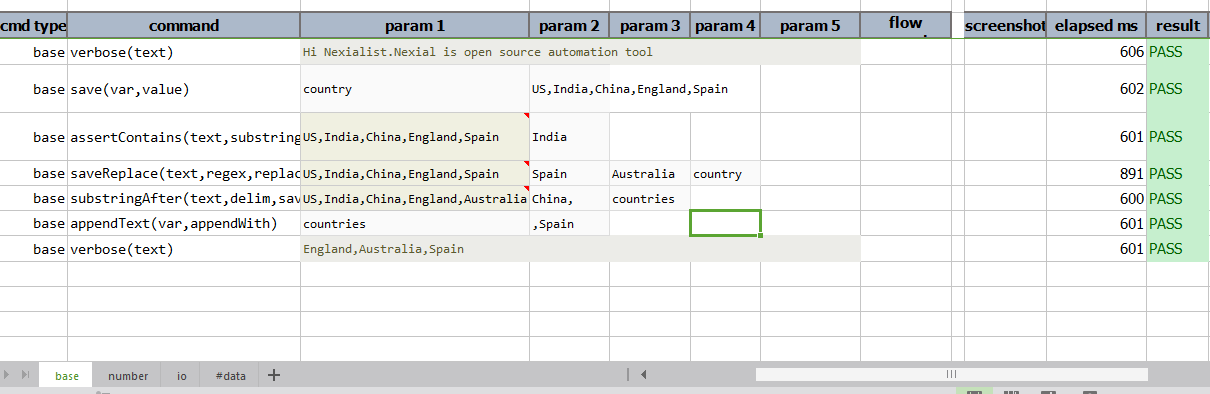 cmd type command param 1 param 2 param 3 param 4 param 5 flow screenshot elapsed ms result
base verbose(text) Hi Nexialist.Nexial is open source automation tool 606 PASS
base save(var,value) country US,India,China,England,Spain 602 PASS
base assertContains(text,substring US,India,China,England,Spain India 601 PASS
base saveReplace(text,regex,replac US,India,China,England,Spain Spain Australia country 891 PASS
base substringAfter(text,delim,sav US,India,China,England,Australia China, countries 600 PASS
base appendText(var,appendWith) countries ,Spain 601 PASS
base verbose(text) England,Australia,Spain 601 PASS
base number io #data +